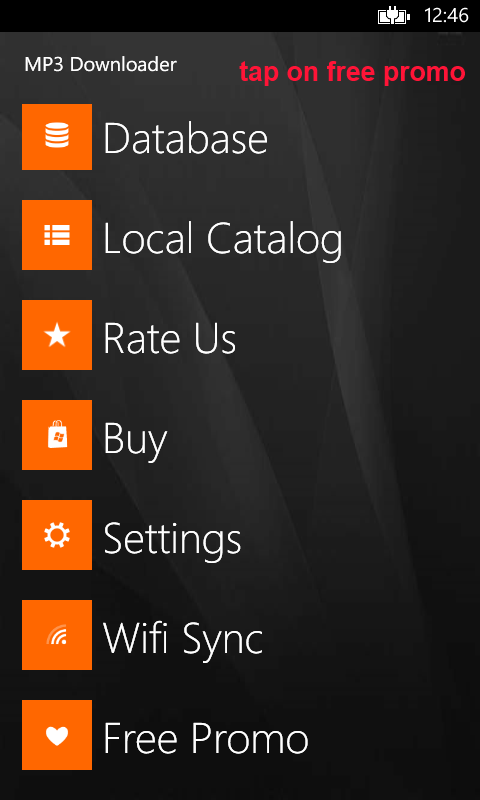 12:46
MP3 Downloader
tap on free promo
Database
Local Catalog
Rate Us
Buy
Settings
Wifi Sync
Free Promo